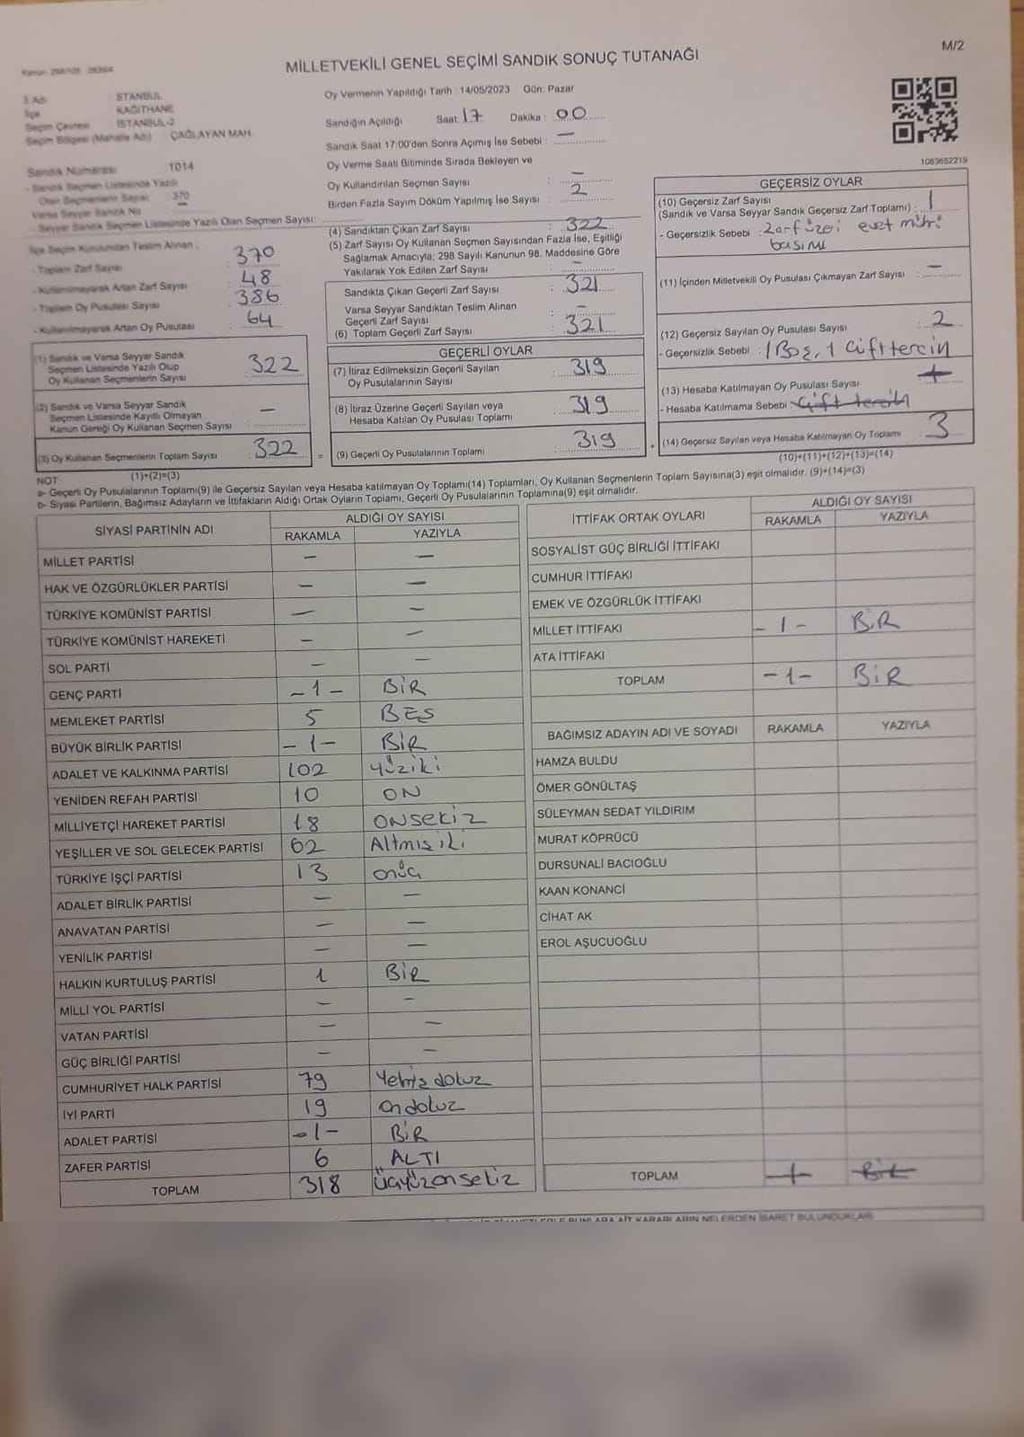 M/2
MİLLETVEKİLİ GENEL SEÇİMİ SANDIK SONUÇ TUTANAĞI
İl Adı İSTANBUL
İlçe KAĞITHANE
Seçim Çevresi İSTANBUL-2
Seçim Bölgesi (Mahalle Adı) ÇAĞLAYAN MAH.
Sandık Numarası 1014
- Sandık Seçmen Listesinde Yazılı
Olan Seçmenlerin Sayısı 370
Varsa Seyyar Sandık No
- Seyyar Sandık Seçmen Listesinde Yazılı Olan Seçmen Sayısı:
İlçe Seçim Kurulundan Teslim Alınan :
- Toplam Zarf Sayısı : 370
- Kullanılmayarak Artan Zarf Sayısı : 48
- Toplam Oy Pusulası Sayısı : 386
- Kullanılmayarak Artan Oy Pusulası : 64
(1) Sandık ve Varsa Seyyar Sandık
Seçmen Listesinde Yazılı Olup
Oy Kullanan Seçmenlerin Sayısı 322
(2) Sandık ve Varsa Seyyar Sandık
Seçmen Listesinde Kayıtlı Olmayan
Kanun Gereği Oy Kullanan Seçmen Sayısı —
(3) Oy Kullanan Seçmenlerin Toplam Sayısı 322
(1)+(2)=(3)
Oy Vermenin Yapıldığı Tarih : 14/05/2023 Gün: Pazar
Sandığın Açıldığı Saat 17 Dakika : 00
Sandık Saat 17:00'den Sonra Açımış İse Sebebi : —
Oy Verme Saati Bitiminde Sırada Bekleyen ve
Oy Kullandırılan Seçmen Sayısı : —
Birden Fazla Sayım Döküm Yapılmış İse Sayısı : 2
(4) Sandıktan Çıkan Zarf Sayısı : 322
(5) Zarf Sayısı Oy Kullanan Seçmen Sayısından Fazla İse, Eşitliği
Sağlamak Amacıyla; 298 Sayılı Kanunun 98. Maddesine Göre
Yakılarak Yok Edilen Zarf Sayısı : —
Sandıkta Çıkan Geçerli Zarf Sayısı : 321
Varsa Seyyar Sandıktan Teslim Alınan
Geçerli Zarf Sayısı : —
(6) Toplam Geçerli Zarf Sayısı : 321
GEÇERLİ OYLAR
(7) İtiraz Edilmeksizin Geçerli Sayılan
Oy Pusulalarının Sayısı : 319
(8) İtiraz Üzerine Geçerli Sayılan veya
Hesaba Katılan Oy Pusulası Toplamı : 319
= (9) Geçerli Oy Pusulalarının Toplamı 319
1083652219
GEÇERSİZ OYLAR
(10) Geçersiz Zarf Sayısı
(Sandık ve Varsa Seyyar Sandık Geçersiz Zarf Toplamı) : 1
- Geçersizlik Sebebi : Zarf üzeri evet mührü
basımı
(11) İçinden Milletvekili Oy Pusulası Çıkmayan Zarf Sayısı : —
(12) Geçersiz Sayılan Oy Pusulası Sayısı : 2
- Geçersizlik Sebebi : 1 Boş, 1 Çift tercih
(13) Hesaba Katılmayan Oy Pusulası Sayısı
- Hesaba Katılmama Sebebi : Çift tercih
+ (14) Geçersiz Sayılan veya Hesaba Katılmayan Oy Toplamı 3
(10)+(11)+(12)+(13)=(14)
NOT
a- Geçerli Oy Pusulalarının Toplamı(9) ile Geçersiz Sayılan veya Hesaba katılmayan Oy Toplamı(14) Toplamları, Oy Kullanan Seçmenlerin Toplam Sayısına(3) eşit olmalıdır. (9)+(14)=(3)
b- Siyasi Partilerin, Bağımsız Adayların ve İttifakların Aldığı Ortak Oyların Toplamı, Geçerli Oy Pusulalarının Toplamına(9) eşit olmalıdır.
SİYASİ PARTİNİN ADI ALDIĞI OY SAYISI
RAKAMLA YAZIYLA
MİLLET PARTİSİ — —
HAK VE ÖZGÜRLÜKLER PARTİSİ — —
TÜRKİYE KOMÜNİST PARTİSİ — —
TÜRKİYE KOMÜNİST HAREKETİ — —
SOL PARTİ — —
GENÇ PARTİ -1- BİR
MEMLEKET PARTİSİ 5 BEŞ
BÜYÜK BİRLİK PARTİSİ -1- BİR
ADALET VE KALKINMA PARTİSİ 102 yüziki
YENİDEN REFAH PARTİSİ 10 ON
MİLLİYETÇİ HAREKET PARTİSİ 18 ONSEKİZ
YEŞİLLER VE SOL GELECEK PARTİSİ 62 Altmış iki
TÜRKİYE İŞÇİ PARTİSİ 13 onüç
ADALET BİRLİK PARTİSİ — —
ANAVATAN PARTİSİ — —
YENİLİK PARTİSİ — —
HALKIN KURTULUŞ PARTİSİ 1 BİR
MİLLİ YOL PARTİSİ — —
VATAN PARTİSİ — —
GÜÇ BİRLİĞİ PARTİSİ — —
CUMHURİYET HALK PARTİSİ 79 Yetmiş dokuz
İYİ PARTİ 19 on dokuz
ADALET PARTİSİ -1- BİR
ZAFER PARTİSİ 6 ALTI
TOPLAM 318 üçyüzonsekiz
İTTİFAK ORTAK OYLARI ALDIĞI OY SAYISI
RAKAMLA YAZIYLA
SOSYALİST GÜÇ BİRLİĞİ İTTİFAKI
CUMHUR İTTİFAKI
EMEK VE ÖZGÜRLÜK İTTİFAKI
MİLLET İTTİFAKI -1- BİR
ATA İTTİFAKI
TOPLAM -1- BİR
BAĞIMSIZ ADAYIN ADI VE SOYADI RAKAMLA YAZIYLA
HAMZA BULDU
ÖMER GÖNÜLTAŞ
SÜLEYMAN SEDAT YILDIRIM
MURAT KÖPRÜCÜ
DURSUNALİ BACIOĞLU
KAAN KONANCİ
CİHAT AK
EROL AŞUCUOĞLU
TOPLAM 1 BİR